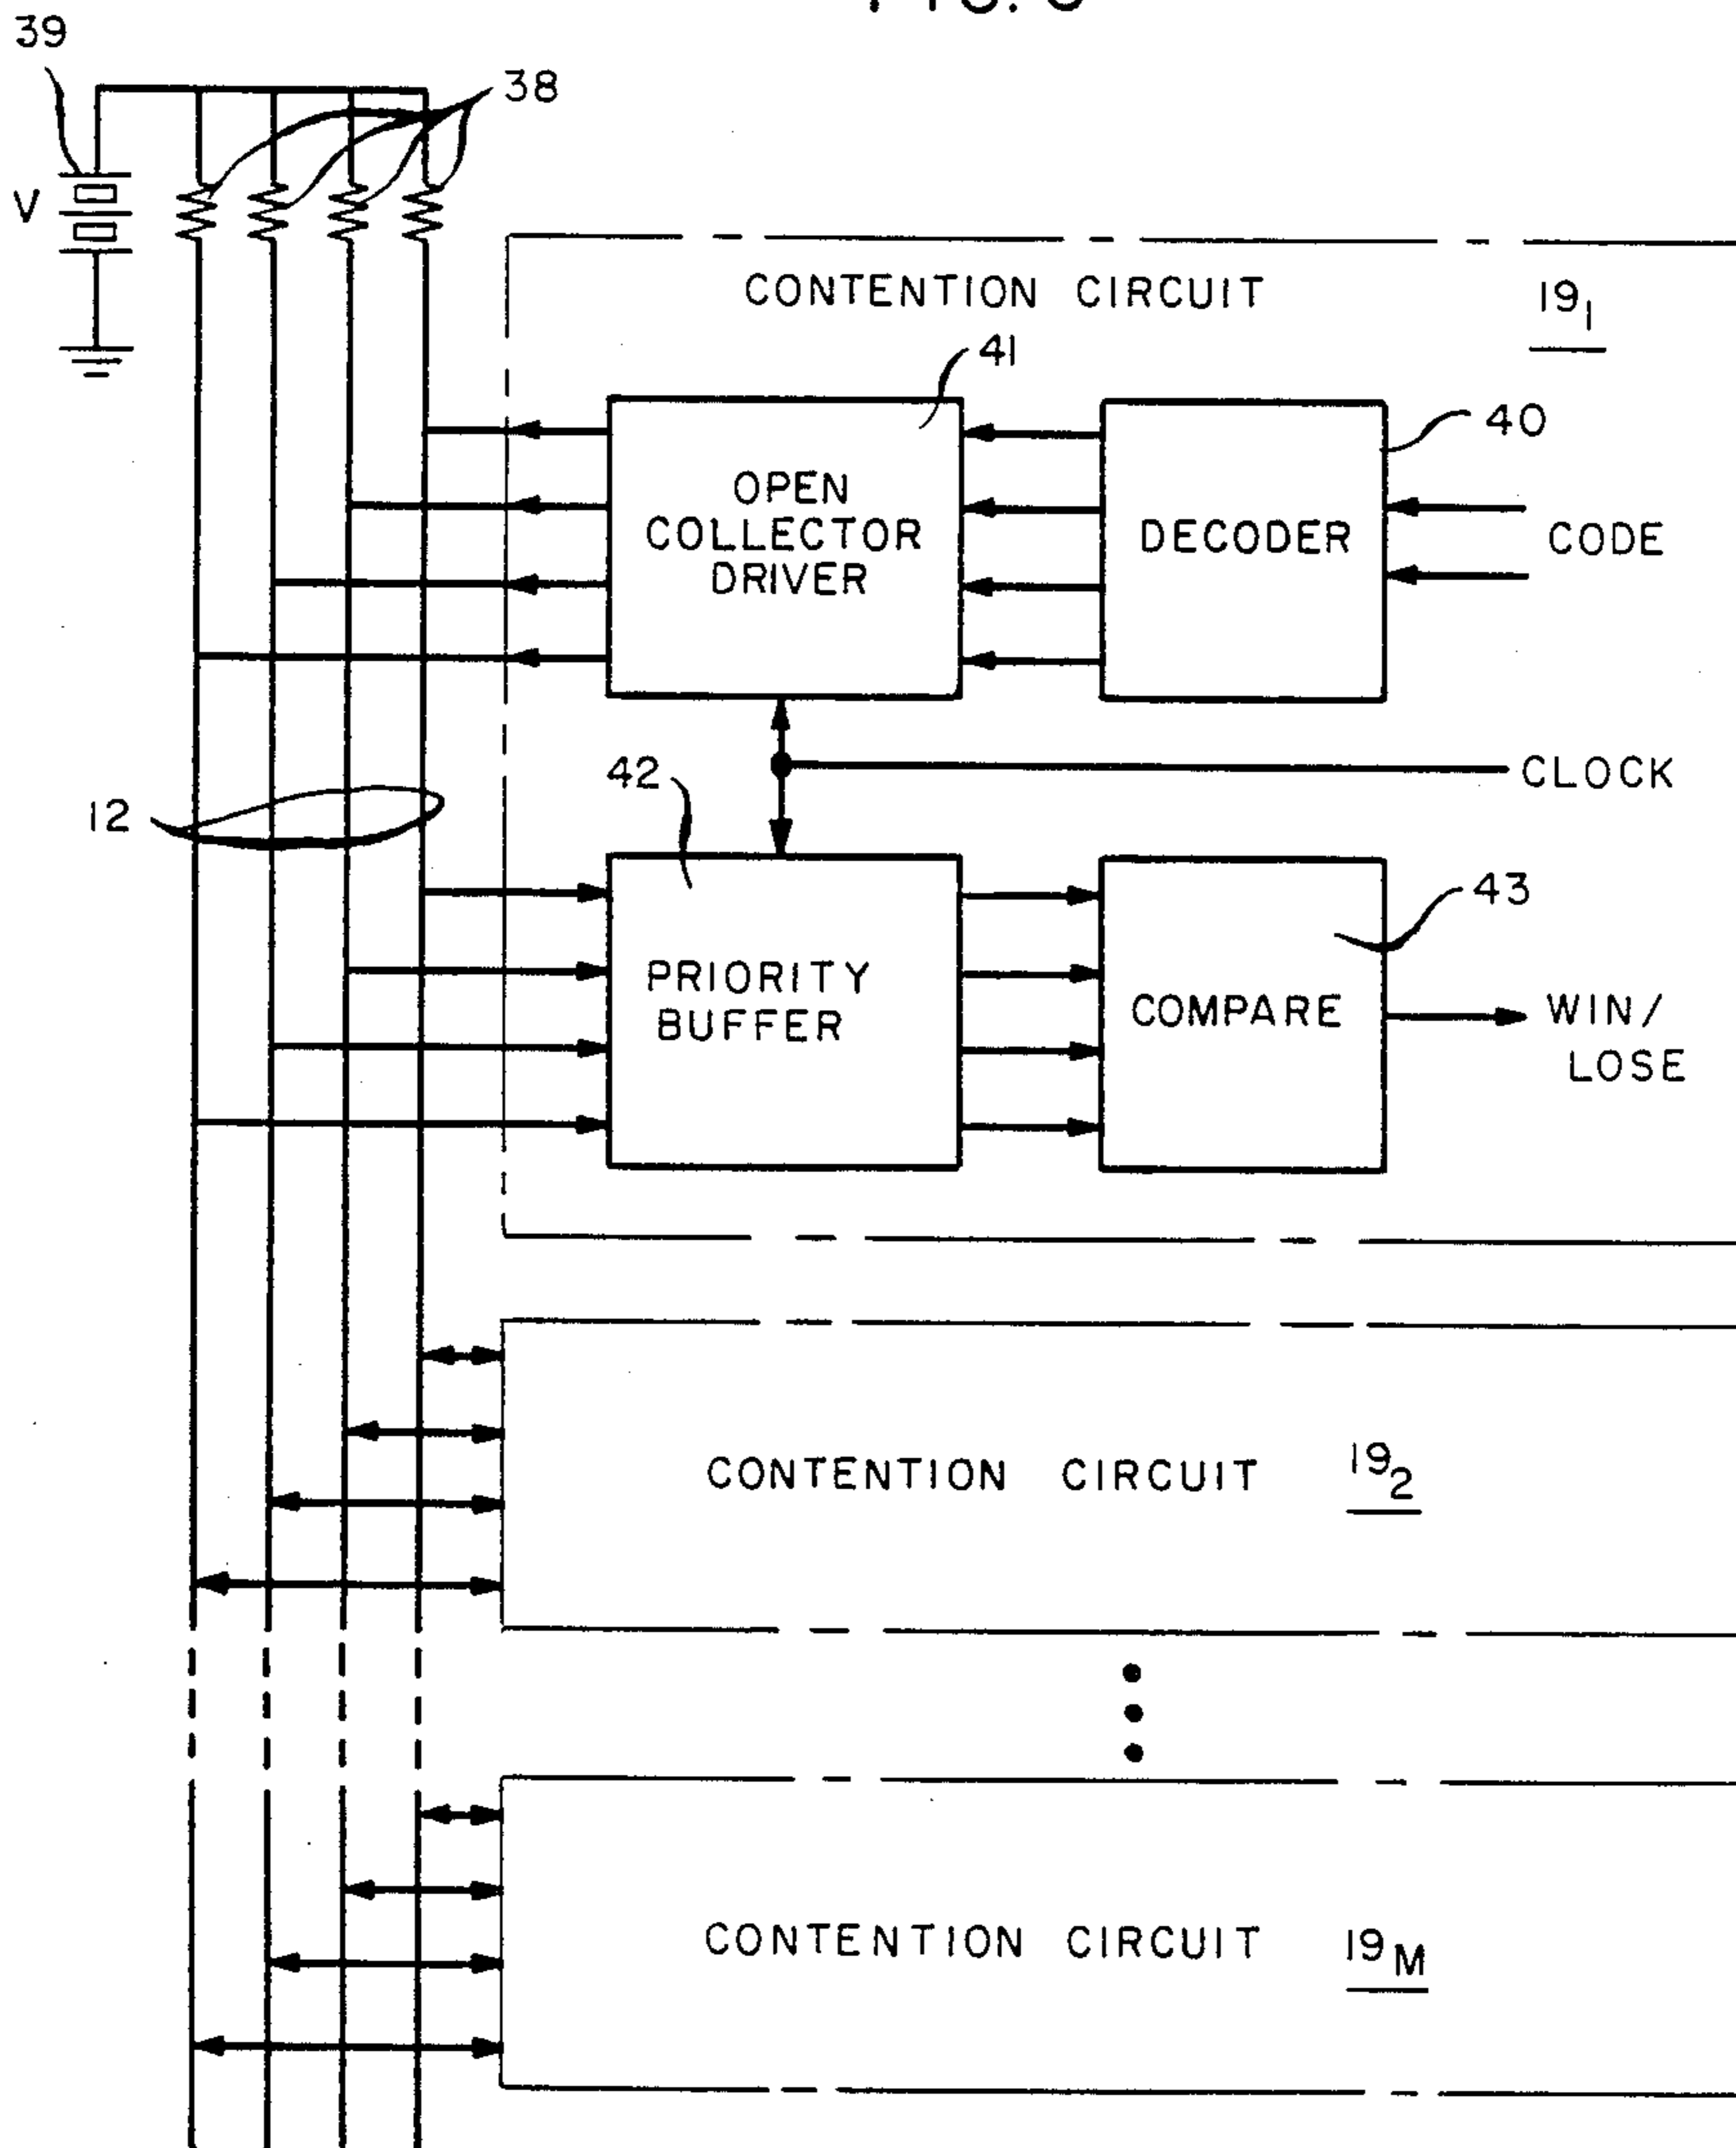 39
38
V
CONTENTION CIRCUIT 19₁
41
40
OPEN
COLLECTOR
DRIVER
DECODER
CODE
CLOCK
42
12
43
PRIORITY
BUFFER
COMPARE
WIN/
LOSE
CONTENTION CIRCUIT 19₂
CONTENTION CIRCUIT 19M